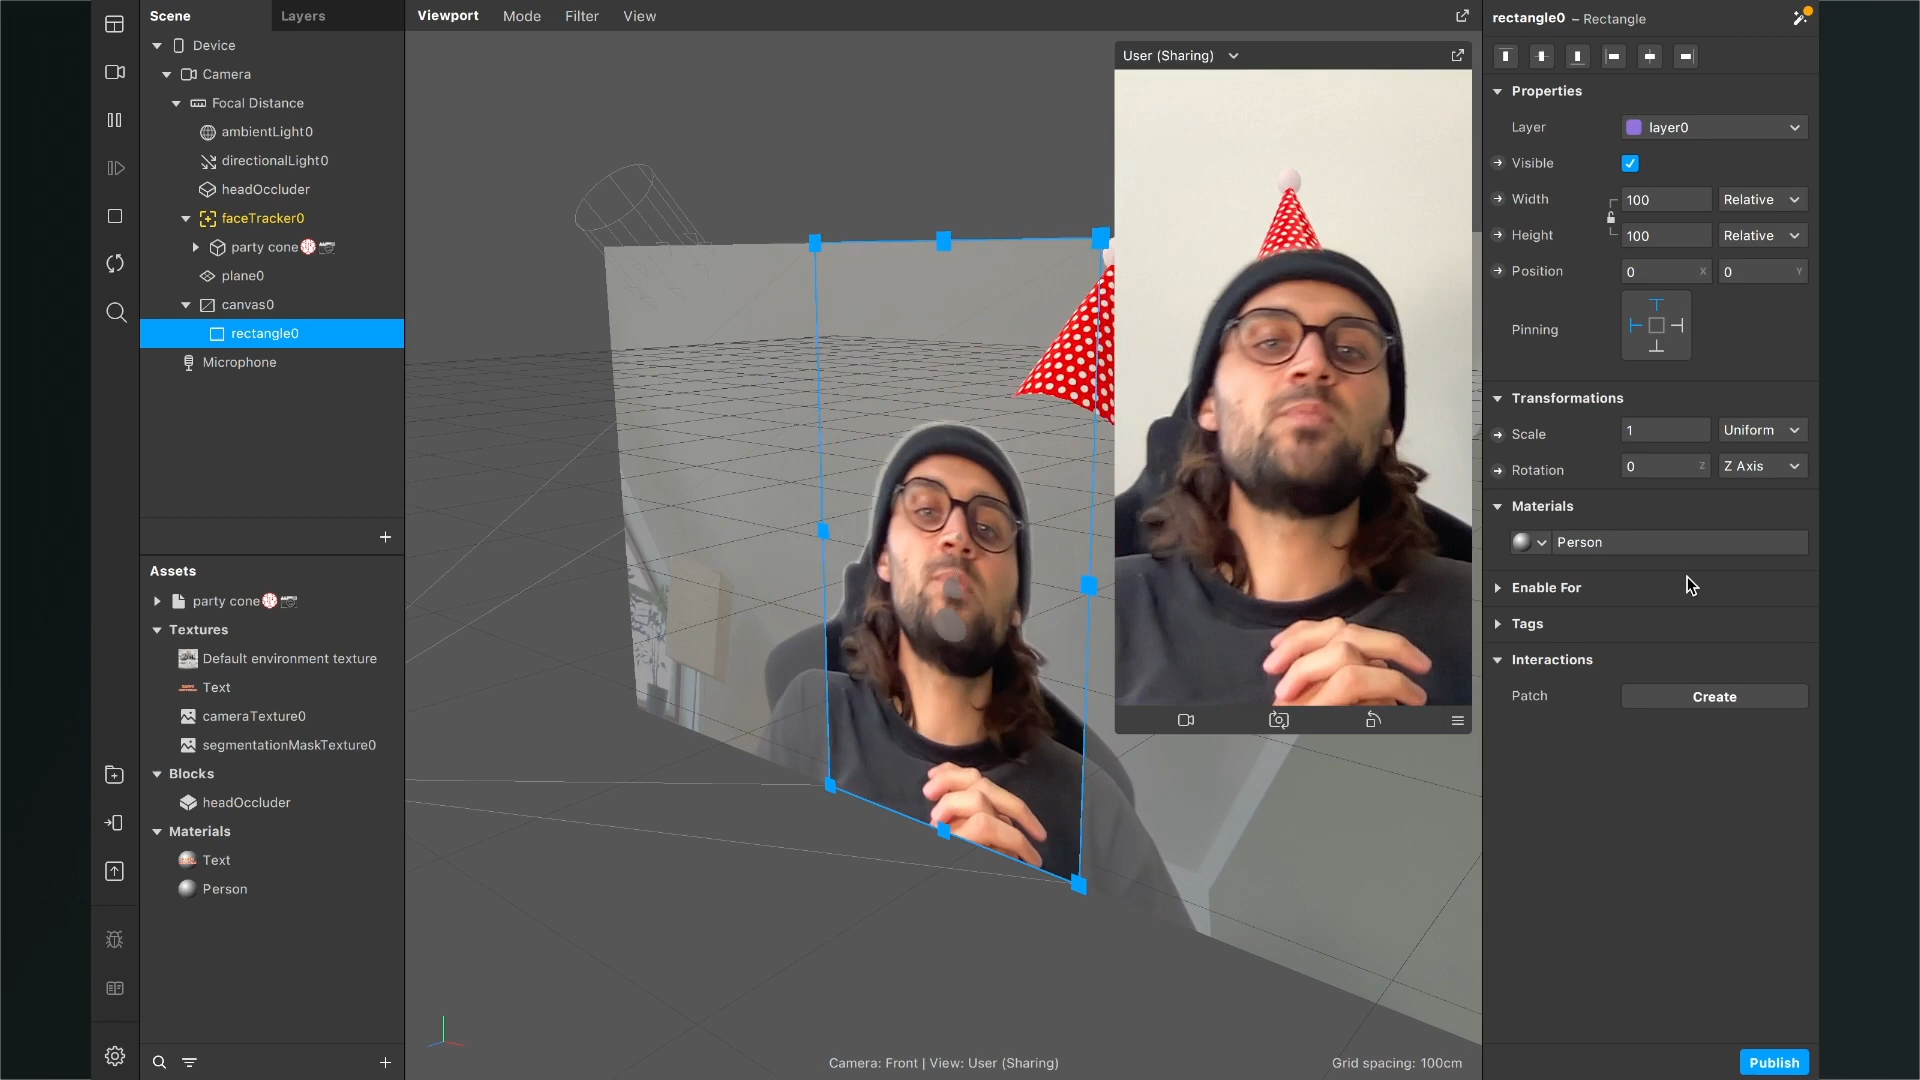 Scene
Layers
Device
Camera
Focal Distance
ambientLight0
directionalLight0
headOccluder
faceTracker0
party cone
plane0
canvas0
rectangle0
Microphone
Assets
party cone
Textures
Default environment texture
Text
cameraTexture0
segmentationMaskTexture0
Blocks
headOccluder
Materials
Text
Person
Viewport Mode Filter View
User (Sharing)
Camera: Front | View: User (Sharing)
Grid spacing: 100cm
rectangle0 – Rectangle
Properties
Layer layer0
Visible
Width 100 Relative
Height 100 Relative
Position 0 X 0 Y
Pinning
Transformations
Scale 1 Uniform
Rotation 0 Z Z Axis
Materials
Person
Enable For
Tags
Interactions
Patch Create
Publish